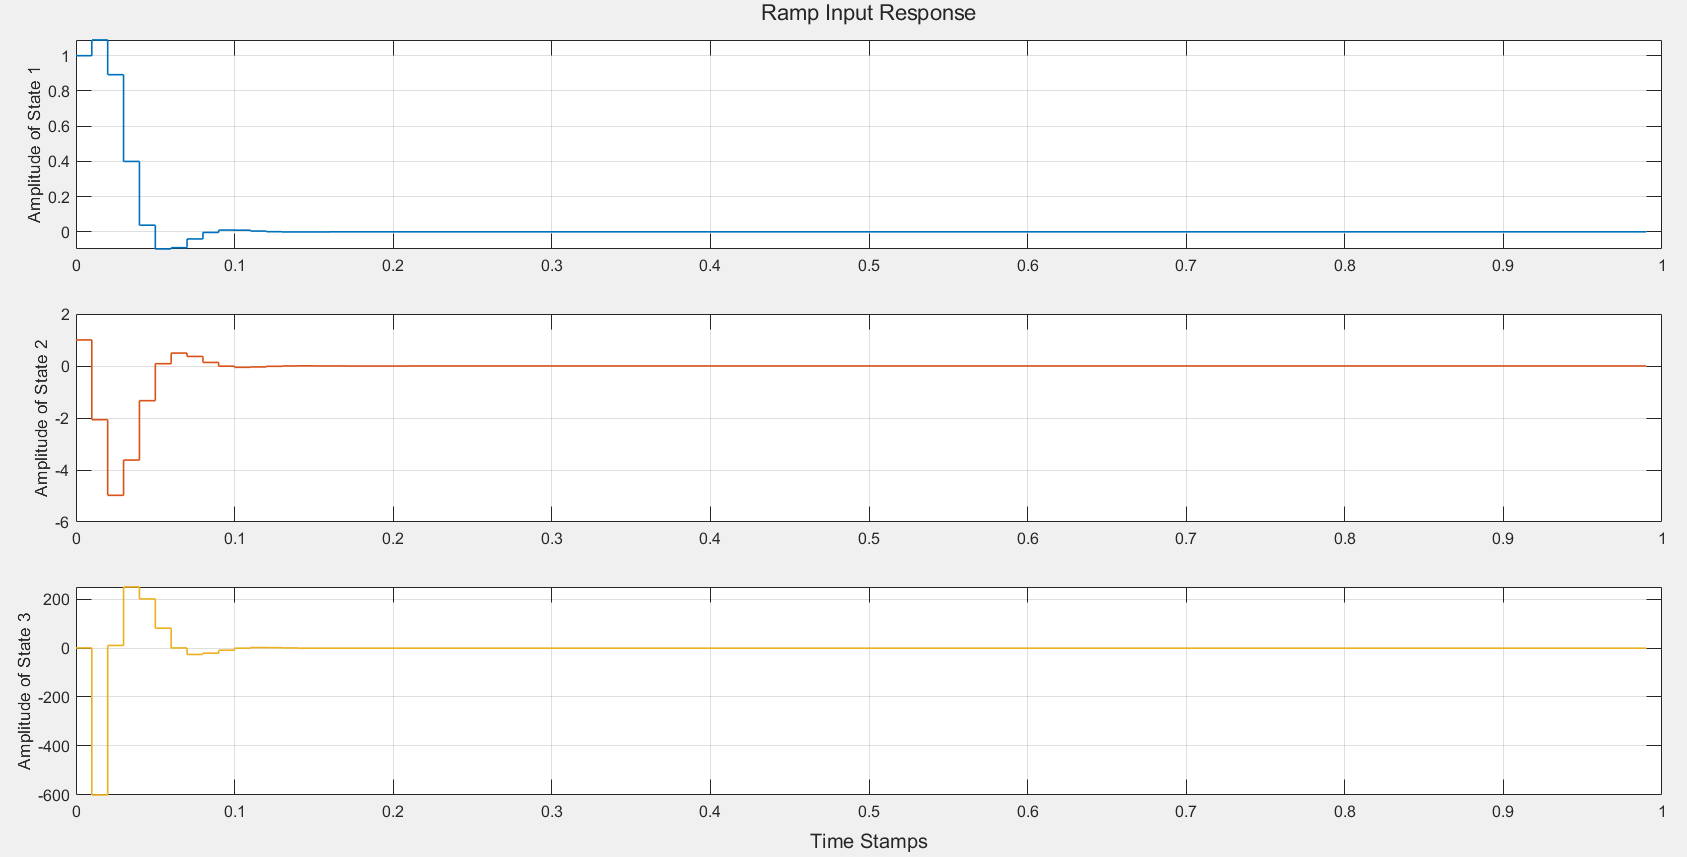 Ramp Input Response
Amplitude of State 1
1
0.8
0.6
0.4
0.2
0
0 0.1 0.2 0.3 0.4 0.5 0.6 0.7 0.8 0.9 1
Amplitude of State 2
2
0
-2
-4
-6
0 0.1 0.2 0.3 0.4 0.5 0.6 0.7 0.8 0.9 1
Amplitude of State 3
200
0
-200
-400
-600
0 0.1 0.2 0.3 0.4 0.5 0.6 0.7 0.8 0.9 1
Time Stamps